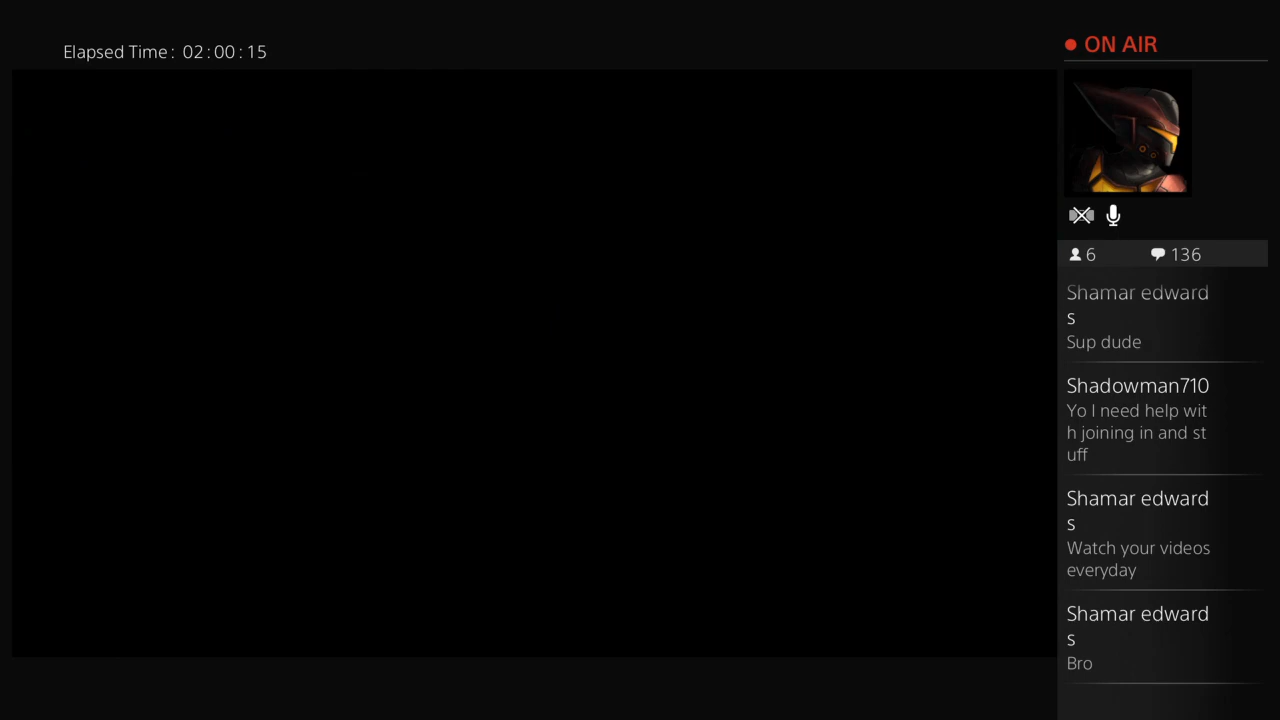 Elapsed Time: 02:00:15
ON AIR
6
136
Shamar edward
s
Sup dude
Shadowman710
Yo I need help wit
h joining in and st
uff
Shamar edward
s
Watch your videos
everyday
Shamar edward
s
Bro